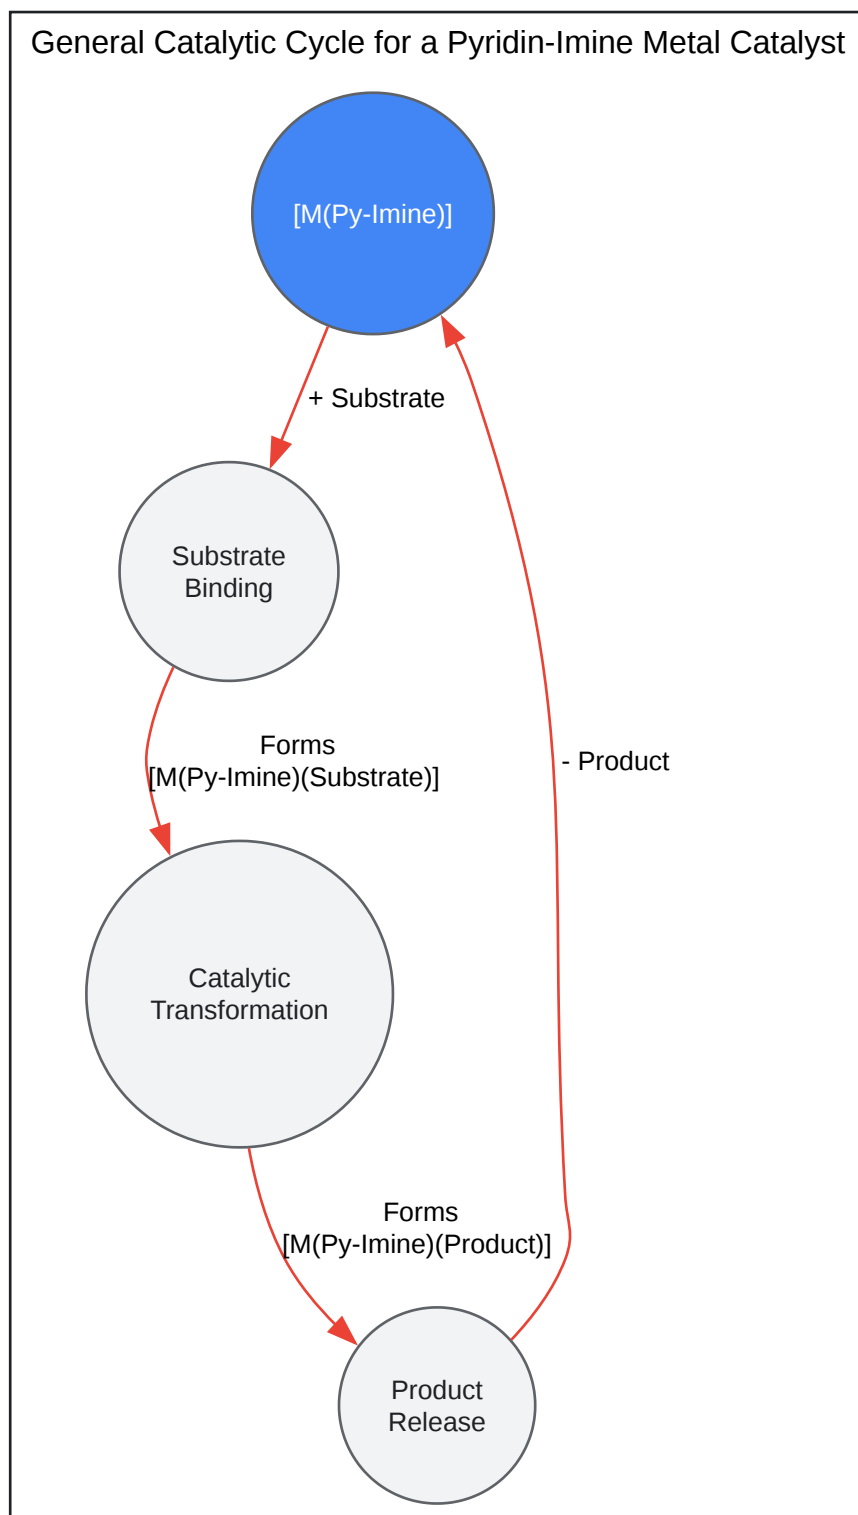 General Catalytic Cycle for a Pyridin-Imine Metal Catalyst
[M(Py-Imine)]
+ Substrate
Substrate
Binding
Forms
[M(Py-Imine)(Substrate)]
- Product
Catalytic
Transformation
Forms
[M(Py-Imine)(Product)]
Product
Release